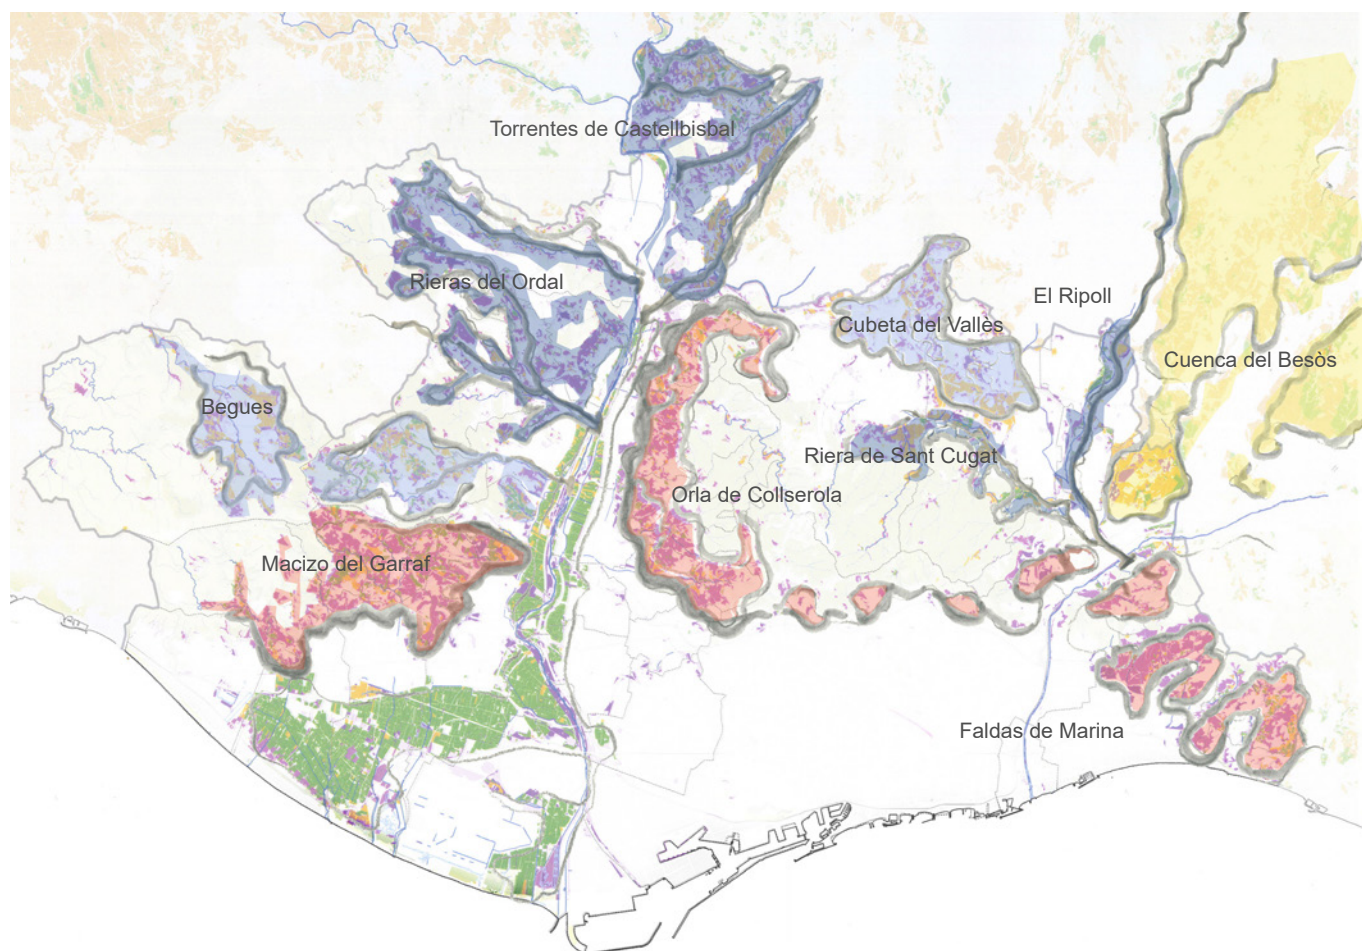 Torrentes de Castellbisbal
Rieras del Ordal
El Ripoll
Cubeta del Vallès
Cuenca del Besòs
Begues
Riera de Sant Cugat
Orla de Collserola
Macizo del Garraf
Faldas de Marina